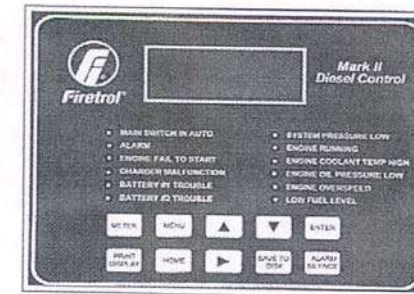 Firetrol
Mark II
Diesel Control
MAIN SWITCH IN AUTO
ALARM
ENGINE FAIL TO START
CHARGER MALFUNCTION
BATTERY #1 TROUBLE
BATTERY #2 TROUBLE
SYSTEM PRESSURE LOW
ENGINE RUNNING
ENGINE COOLANT TEMP HIGH
ENGINE OIL PRESSURE LOW
ENGINE OVERSPEED
LOW FUEL LEVEL
METER MENU ENTER
PRINT DISPLAY HOME SAVE TO DISK ALARM SILENCE